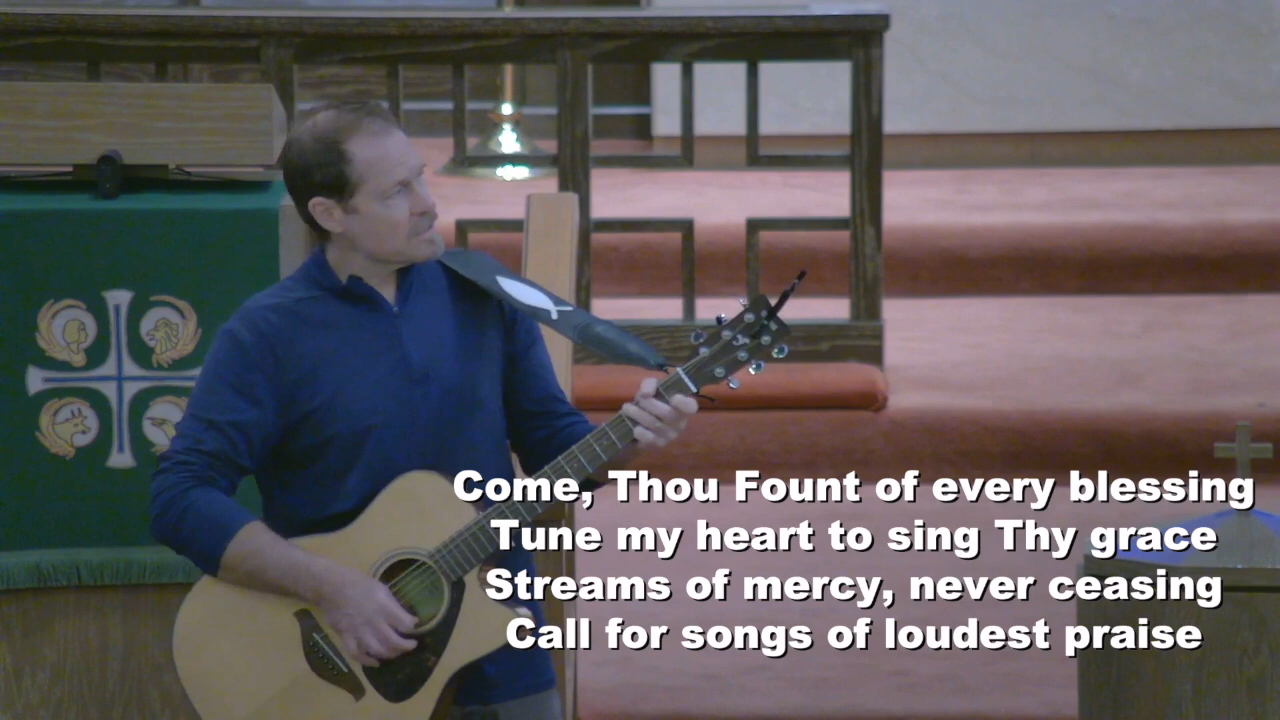 Come, Thou Fount of every blessing
Tune my heart to sing Thy grace
Streams of mercy, never ceasing
Call for songs of loudest praise